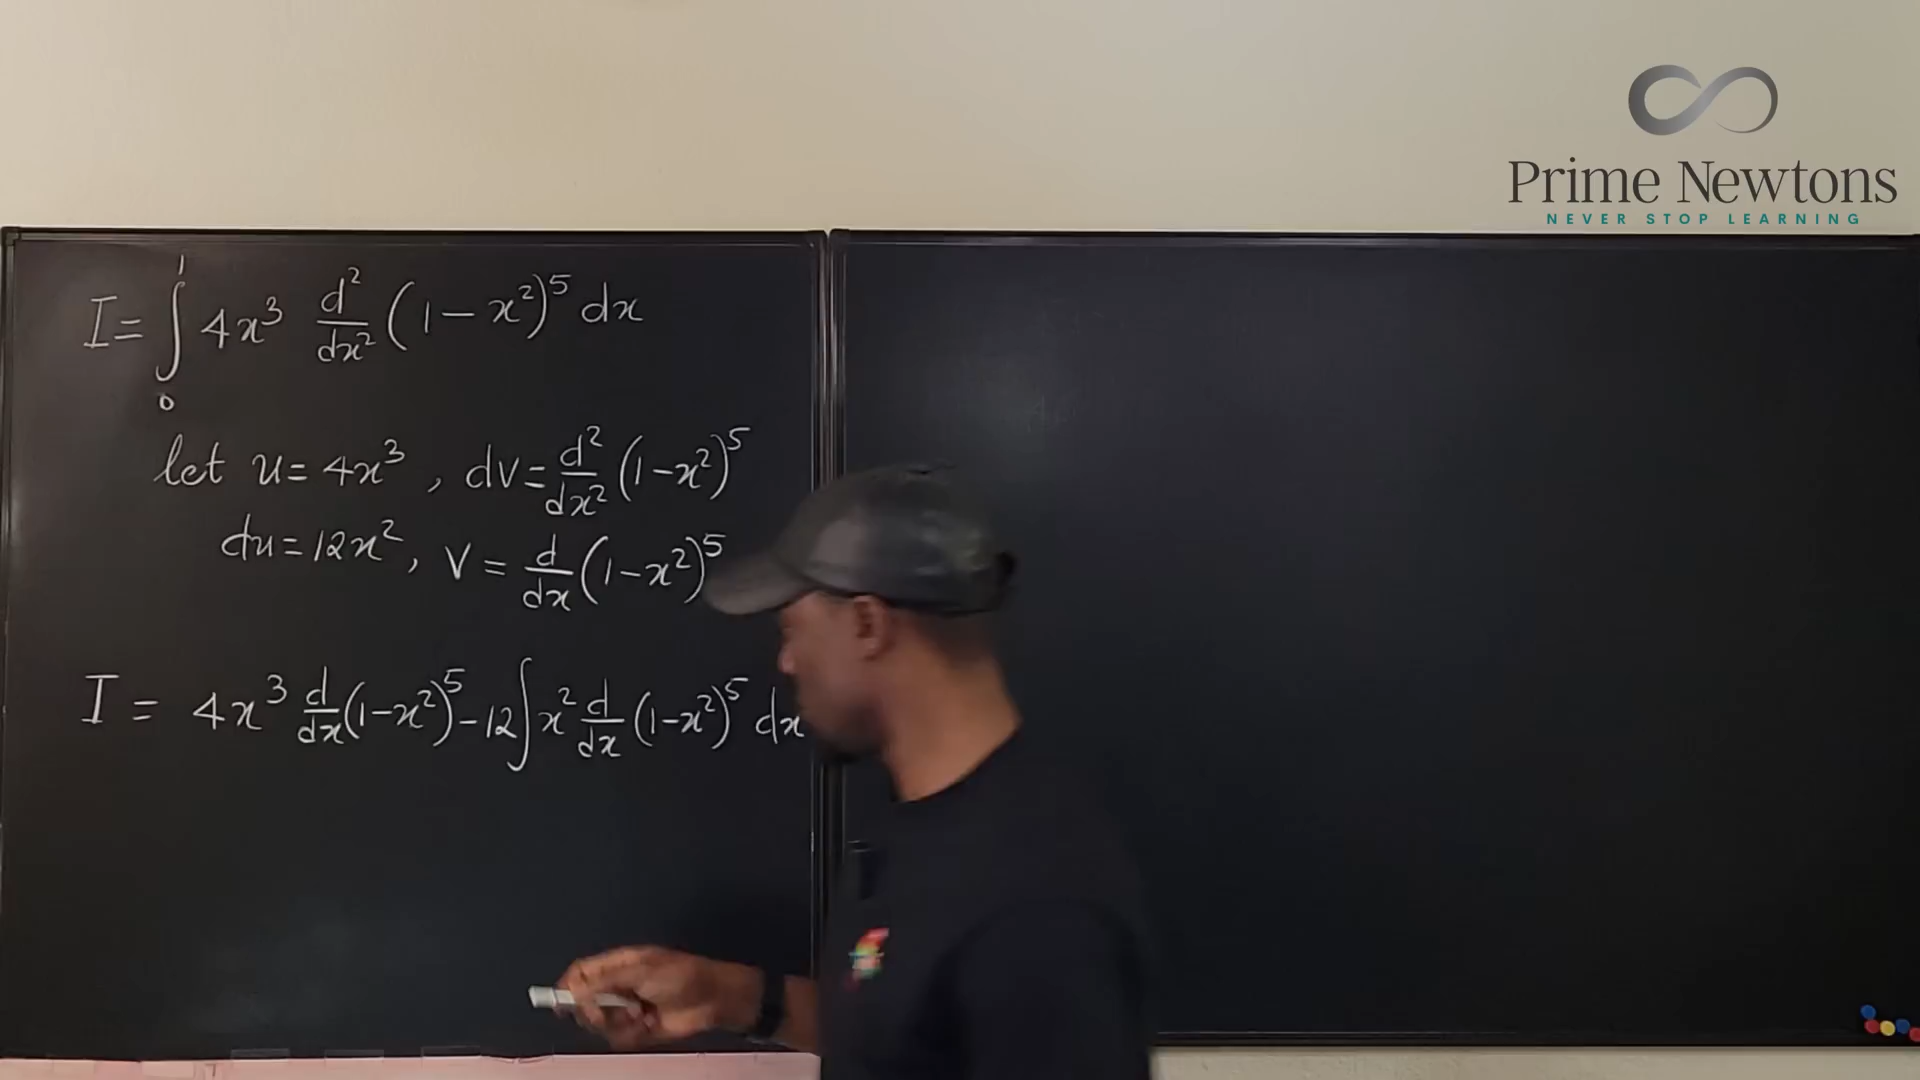 Prime Newtons
NEVER STOP LEARNING
I = ∫₀¹ 4x³ d²/dx² (1 - x²)⁵ dx
let u = 4x³, dv = d²/dx² (1-x²)⁵
du = 12x², v = d/dx (1-x²)⁵
I = 4x³ d/dx (1-x²)⁵ - 12∫ x² d/dx (1-x²)⁵ dx